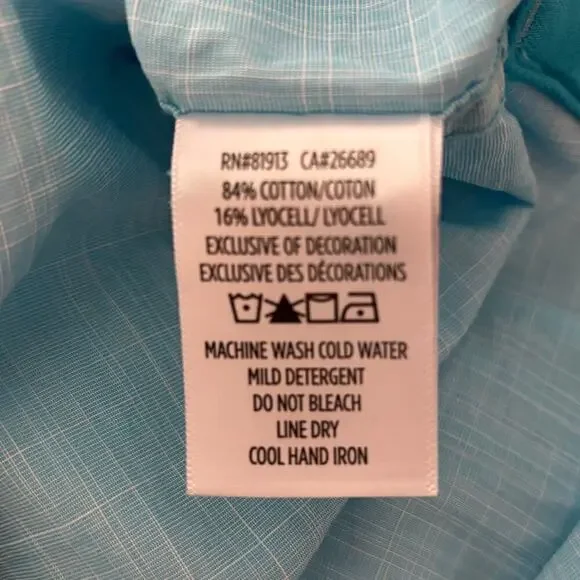 RN#81913 CA#26689
84% COTTON/COTON
16% LYOCELL/ LYOCELL
EXCLUSIVE OF DECORATION
EXCLUSIVE DES DÉCORATIONS
MACHINE WASH COLD WATER
MILD DETERGENT
DO NOT BLEACH
LINE DRY
COOL HAND IRON